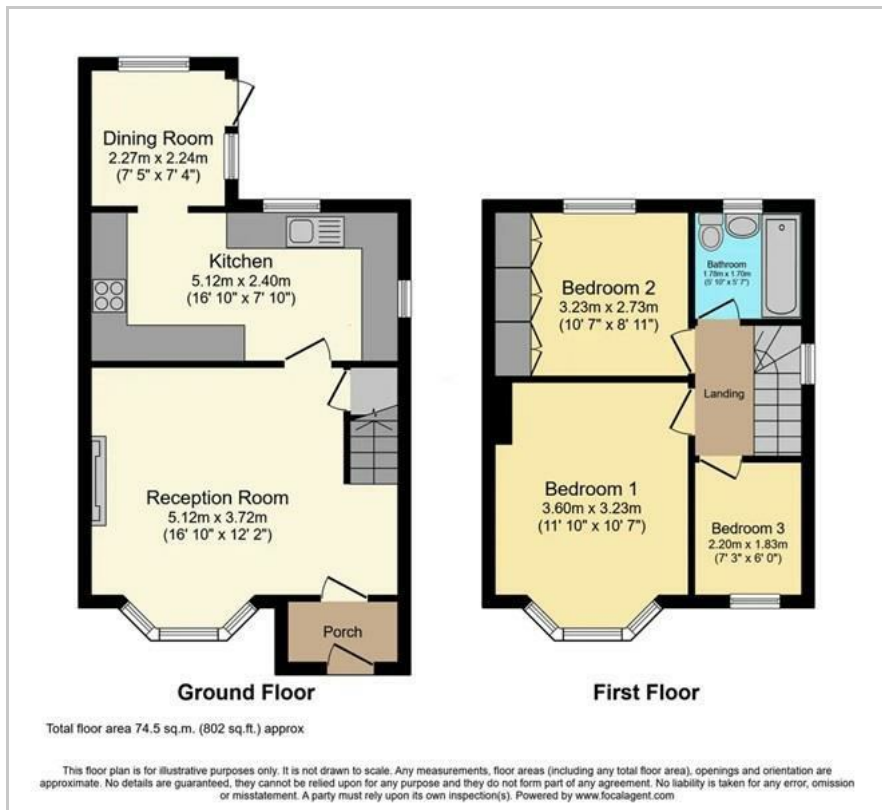 Dining Room
2.27m x 2.24m
(7' 5" x 7' 4")
Kitchen
5.12m x 2.40m
(16' 10" x 7' 10")
Reception Room
5.12m x 3.72m
(16' 10" x 12' 2")
Porch
Ground Floor
Bedroom 2
3.23m x 2.73m
(10' 7" x 8' 11")
Bathroom
1.78m x 1.70m
(5' 10" x 5' 7")
Landing
Bedroom 1
3.60m x 3.23m
(11' 10" x 10' 7")
Bedroom 3
2.20m x 1.83m
(7' 3" x 6' 0")
First Floor
Total floor area 74.5 sq.m. (802 sq.ft.) approx
This floor plan is for illustrative purposes only. It is not drawn to scale. Any measurements, floor areas (including any total floor area), openings and orientation are
approximate. No details are guaranteed, they cannot be relied upon for any purpose and they do not form part of any agreement. No liability is taken for any error, omission
or misstatement. A party must rely upon its own inspection(s). Powered by www.focalagent.com